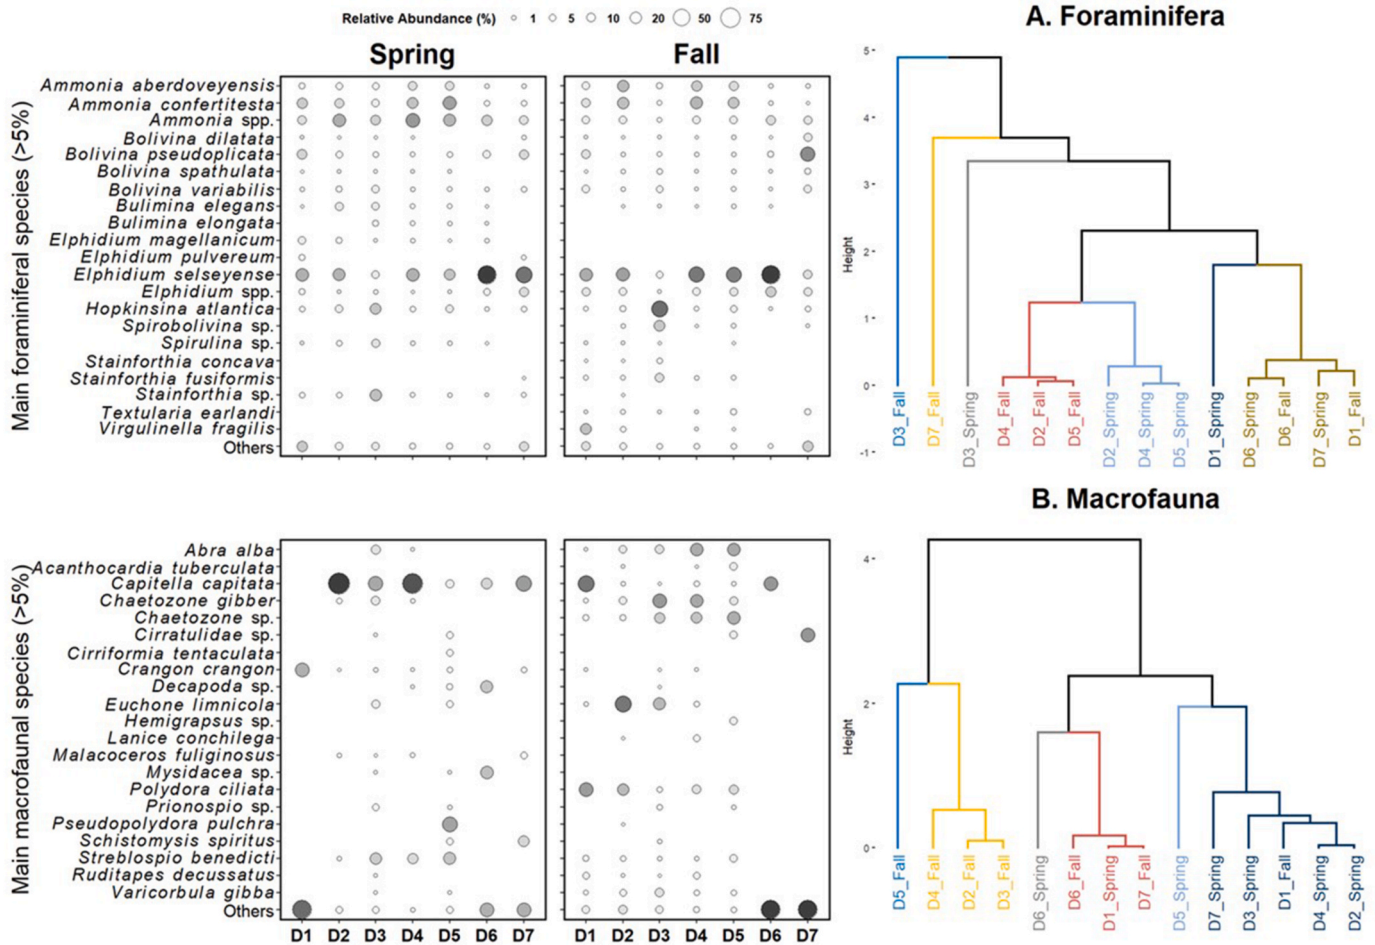 Relative Abundance (%) 1 5 10 20 50 75
Spring
Fall
Main foraminiferal species (>5%)
Ammonia aberdoveyensis
Ammonia confertitesta
Ammonia spp.
Bolivina dilatata
Bolivina pseudoplicata
Bolivina spathulata
Bolivina variabilis
Bulimina elegans
Bulimina elongata
Elphidium magellanicum
Elphidium pulvereum
Elphidium selseyense
Elphidium spp.
Hopkinsina atlantica
Spirobolivina sp.
Spirulina sp.
Stainforthia concava
Stainforthia fusiformis
Stainforthia sp.
Textularia earlandi
Virgulinella fragilis
Others
A. Foraminifera
Height
5
4
3
2
1
0
-1
D3_Fall
D7_Fall
D3_Spring
D4_Fall
D2_Fall
D5_Fall
D2_Spring
D4_Spring
D5_Spring
D1_Spring
D6_Spring
D6_Fall
D7_Spring
D1_Fall
Main macrofaunal species (>5%)
Abra alba
Acanthocardia tuberculata
Capitella capitata
Chaetozone gibber
Chaetozone sp.
Cirratulidae sp.
Cirriformia tentaculata
Crangon crangon
Decapoda sp.
Euchone limnicola
Hemigrapsus sp.
Lanice conchilega
Malacoceros fuliginosus
Mysidacea sp.
Polydora ciliata
Prionospio sp.
Pseudopolydora pulchra
Schistomysis spiritus
Streblospio benedicti
Ruditapes decussatus
Varicorbula gibba
Others
D1 D2 D3 D4 D5 D6 D7
D1 D2 D3 D4 D5 D6 D7
B. Macrofauna
Height
4
2
0
D5_Fall
D4_Fall
D2_Fall
D3_Fall
D6_Spring
D6_Fall
D1_Spring
D7_Fall
D5_Spring
D7_Spring
D3_Spring
D1_Fall
D4_Spring
D2_Spring